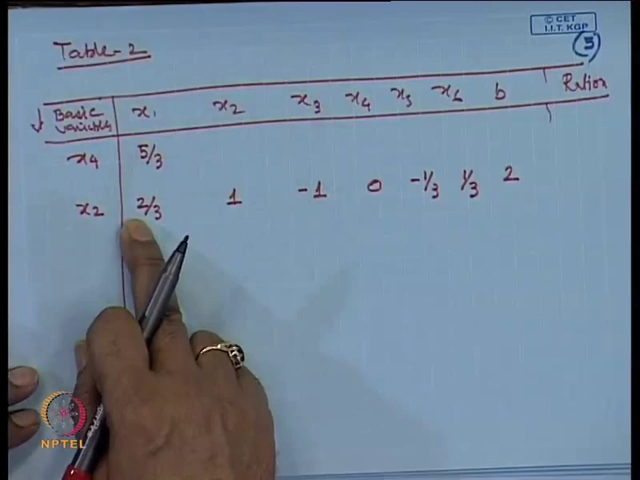 © CET
I.I.T. KGP
5
Table-2
Basic variables x₁ x₂ x₃ x₄ x₅ x₆ b Ration
x₄ 5/3
x₂ 2/3 1 -1 0 -1/3 1/3 2
NPTEL